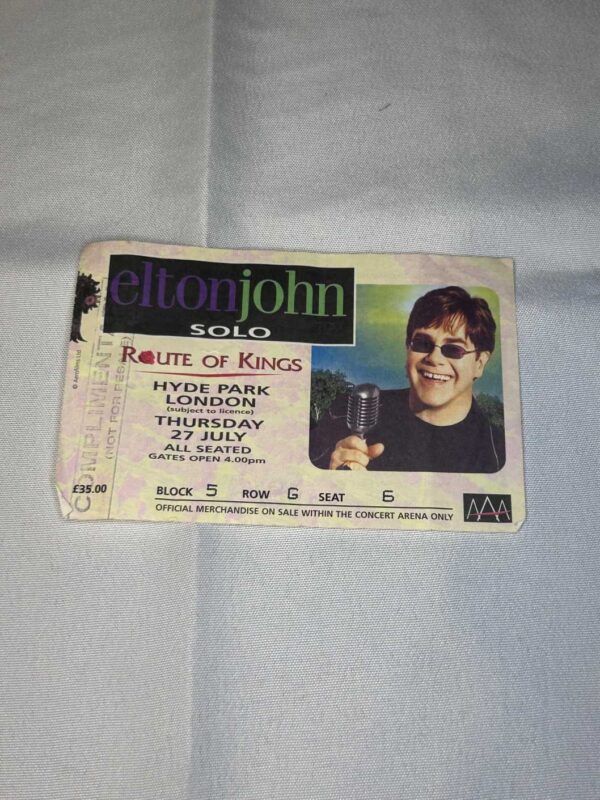 eltonjohn
SOLO
ROUTE OF KINGS
HYDE PARK
LONDON
(subject to licence)
THURSDAY
27 JULY
ALL SEATED
GATES OPEN 4.00pm
£35.00
BLOCK 5 ROW G SEAT 6
OFFICIAL MERCHANDISE ON SALE WITHIN THE CONCERT ARENA ONLY
AAA
COMPLIMENTA
(NOT FOR RESALE)